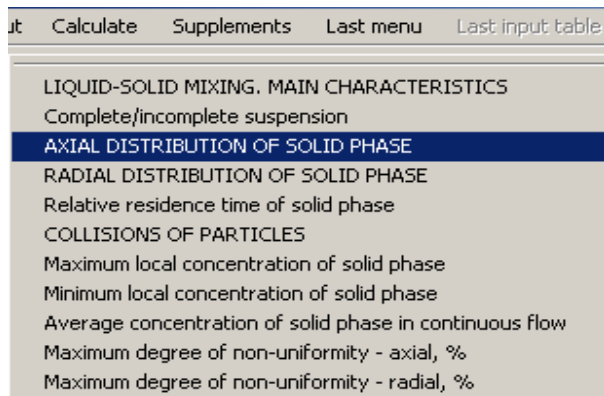 ut Calculate Supplements Last menu Last input table
LIQUID-SOLID MIXING. MAIN CHARACTERISTICS
Complete/incomplete suspension
AXIAL DISTRIBUTION OF SOLID PHASE
RADIAL DISTRIBUTION OF SOLID PHASE
Relative residence time of solid phase
COLLISIONS OF PARTICLES
Maximum local concentration of solid phase
Minimum local concentration of solid phase
Average concentration of solid phase in continuous flow
Maximum degree of non-uniformity - axial, %
Maximum degree of non-uniformity - radial, %